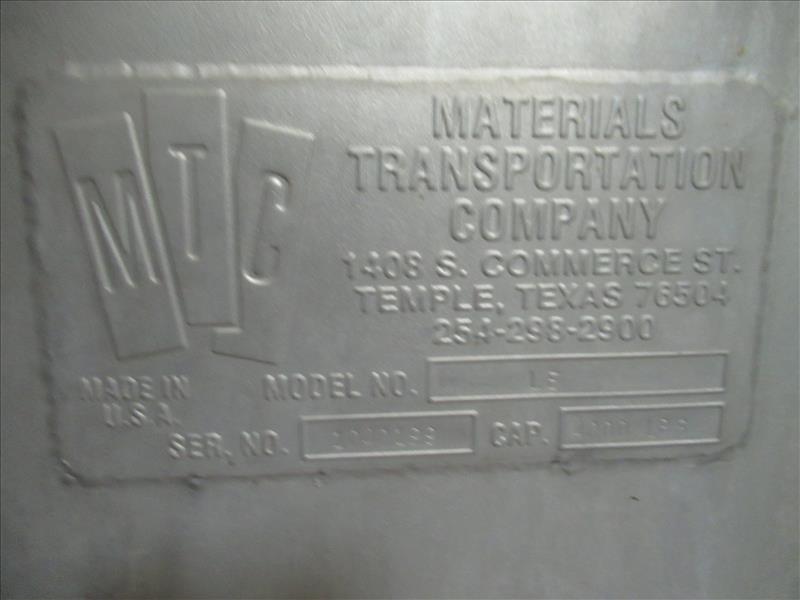 MTC
MATERIALS
TRANSPORTATION
COMPANY
1408 S. COMMERCE ST.
TEMPLE, TEXAS 76504
254-298-2900
MADE IN
U.S.A.
MODEL NO.
SER. NO.
CAP.